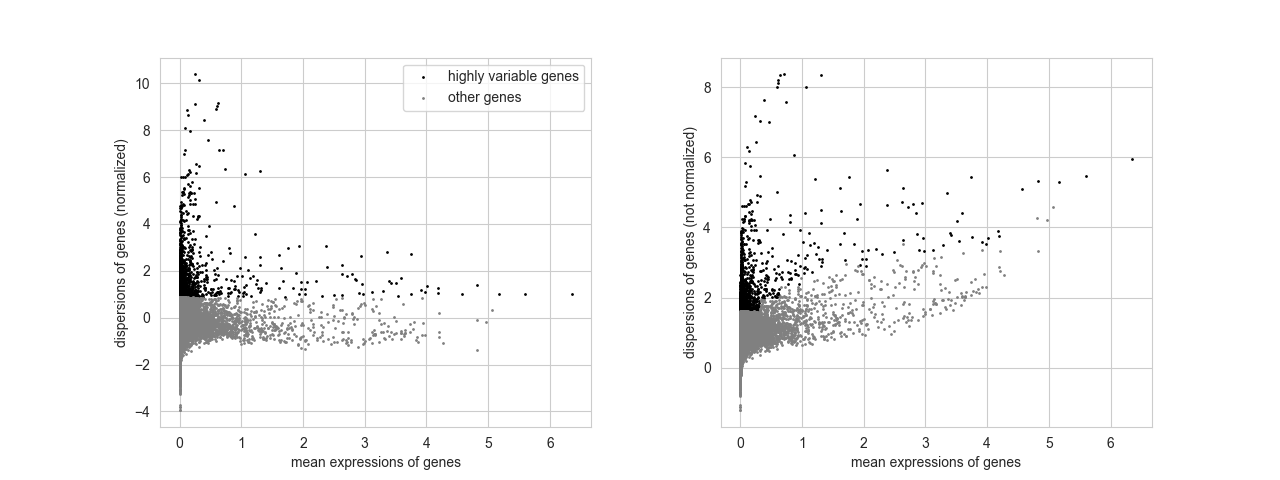 highly variable genes
other genes
dispersions of genes (normalized)
10
8
6
4
2
0
−2
−4
0 1 2 3 4 5 6
mean expressions of genes
dispersions of genes (not normalized)
8
6
4
2
0
0 1 2 3 4 5 6
mean expressions of genes